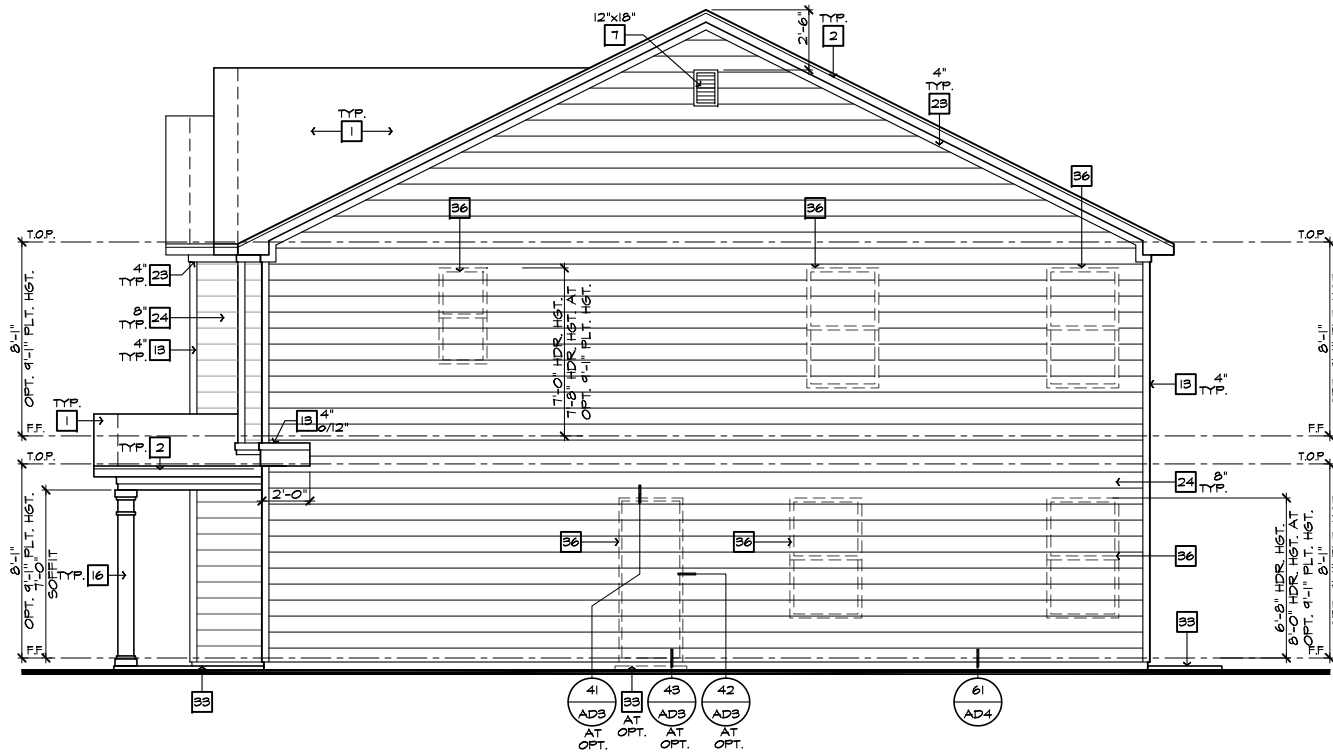 12"x18"
7
2'-6"
TYP.
2
4"
TYP.
23
TYP.
1
36
36
36
T.O.P.
T.O.P.
4"
TYP.
23
8"
TYP.
24
4"
TYP.
13
8'-1"
OPT. 9'-1" PLT. HGT.
7'-0" HDR. HGT.
7'-8" HDR. HGT. AT
OPT. 9'-1" PLT. HGT.
8'-1"
13
4"
TYP.
TYP.
1
13
4"
6/12"
F.F.
F.F.
TYP.
2
T.O.P.
T.O.P.
24
8"
TYP.
2'-0"
36
36
36
8'-1"
OPT. 9'-1" PLT. HGT.
7'-0"
SOFFIT
TYP.
16
6'-8" HDR. HGT.
8'-0" HDR. HGT. AT
OPT. 9'-1" PLT. HGT.
8'-1"
33
F.F.
F.F.
33
41
AD3
AT
OPT.
33
AT
OPT.
43
AD3
AT
OPT.
42
AD3
AT
OPT.
61
AD4